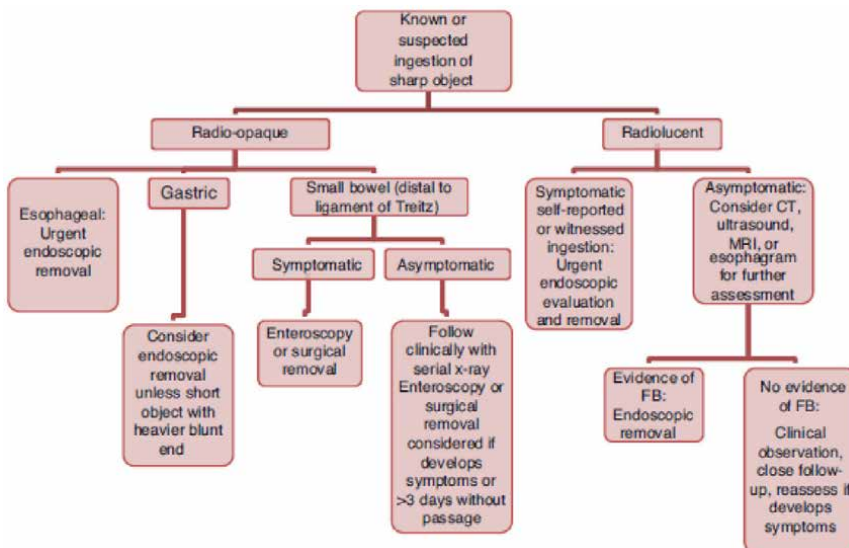 Known or
suspected
ingestion of
sharp object
Radio-opaque
Radiolucent
Esophageal:
Urgent
endoscopic
removal
Gastric
Small bowel (distal to
ligament of Treitz)
Symptomatic
self-reported
or witnessed
ingestion:
Urgent
endoscopic
evaluation
and removal
Asymptomatic:
Consider CT,
ultrasound,
MRI, or
esophagram
for further
assessment
Symptomatic
Asymptomatic
Consider
endoscopic
removal
unless short
object with
heavier blunt
end
Enteroscopy
or surgical
removal
Follow
clinically with
serial x-ray
Enteroscopy or
surgical
removal
considered if
develops
symptoms or
>3 days without
passage
Evidence of
FB:
Endoscopic
removal
No evidence
of FB:
Clinical
observation,
close follow-
up, reassess if
develops
symptoms